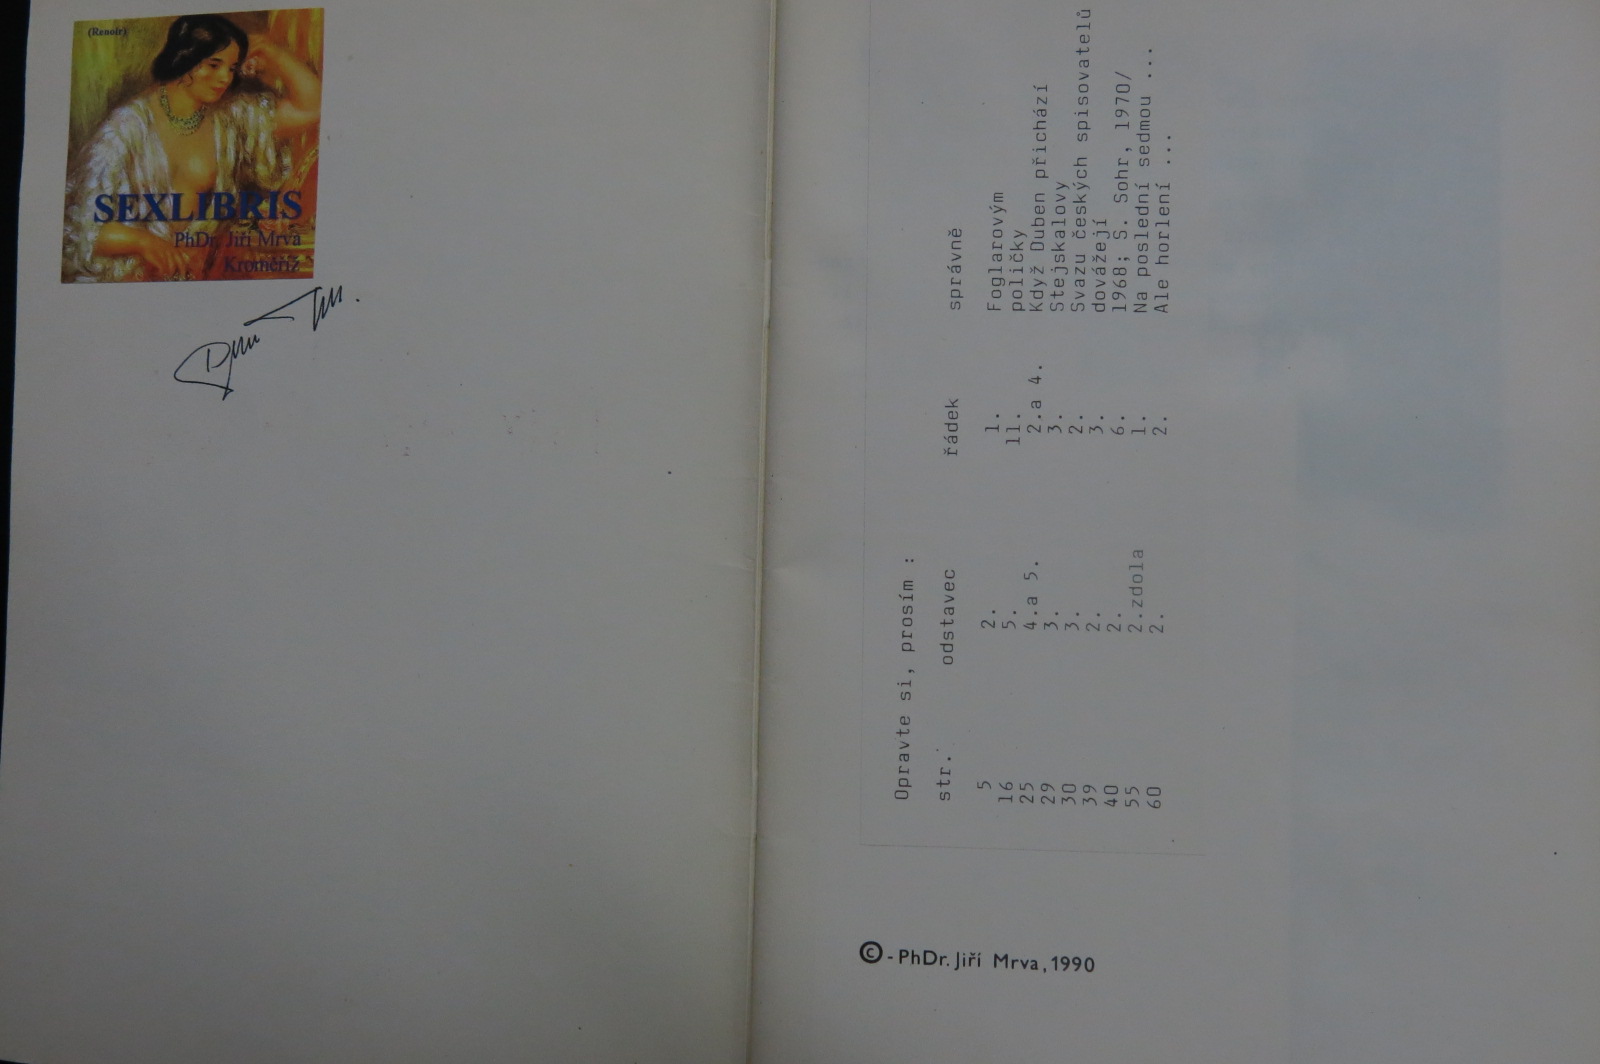 (Renoir)
SEXLIBRIS
PhDr. Jiří Mrva
Kroměříž
Opravte si, prosím :
str. odstavec řádek správně
5 2. 1. Foglarovým
16 5. 11. poličky
25 4.a 5. 2.a 4. Když Duben přichází
29 3. 3. Stejskalovy
30 3. 2. Svazu českých spisovatelů
39 2. 3. dovážejí
40 2. 6. 1968; S. Sohr, 1970/
55 2.zdola 1. Na poslední sedmou ...
60 2. 2. Ale horlení ...
©-PhDr. Jiří Mrva, 1990